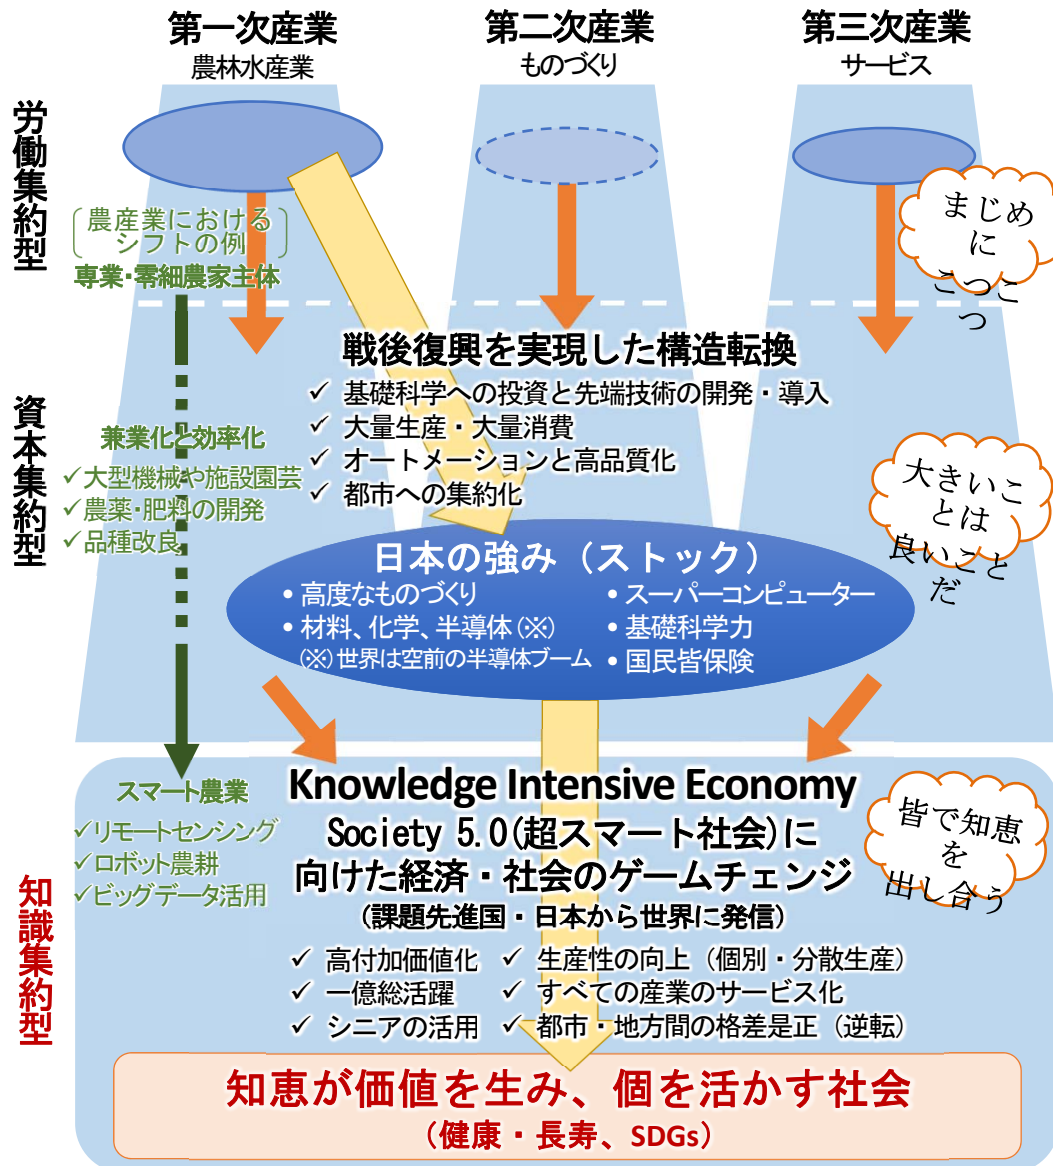 第一次産業
農林水産業
第二次産業
ものづくり
第三次産業
サービス
労働集約型
農産業における
シフトの例
専業・零細農家主体
まじめ
に
こつこ
つ
資本集約型
戦後復興を実現した構造転換
✓ 基礎科学への投資と先端技術の開発・導入
✓ 大量生産・大量消費
✓ オートメーションと高品質化
✓ 都市への集約化
兼業化と効率化
✓大型機械や施設園芸
✓農薬・肥料の開発
✓品種改良
大きいこ
とは
良いこと
だ
日本の強み（ストック）
• 高度なものづくり
• 材料、化学、半導体（※）
（※）世界は空前の半導体ブーム
• スーパーコンピューター
• 基礎科学力
• 国民皆保険
知識集約型
スマート農業
✓リモートセンシング
✓ロボット農耕
✓ビッグデータ活用
Knowledge Intensive Economy
Society 5.0(超スマート社会)に
向けた経済・社会のゲームチェンジ
（課題先進国・日本から世界に発信）
✓ 高付加価値化
✓ 一億総活躍
✓ シニアの活用
✓ 生産性の向上（個別・分散生産）
✓ すべての産業のサービス化
✓ 都市・地方間の格差是正（逆転）
皆で知恵
を
出し合う
知恵が価値を生み、個を活かす社会
（健康・長寿、SDGs）